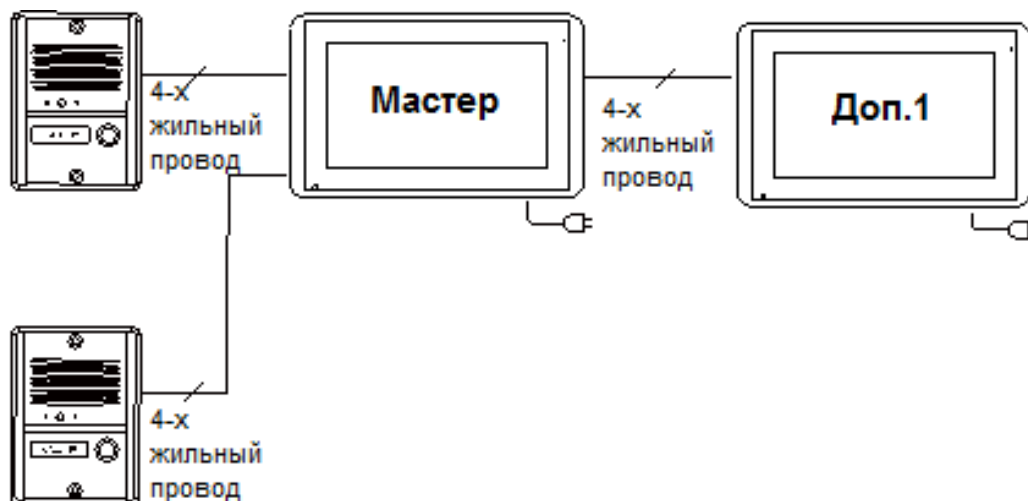 4-х
жильный
провод
Мастер
4-х
жильный
провод
Доп.1
4-х
жильный
провод